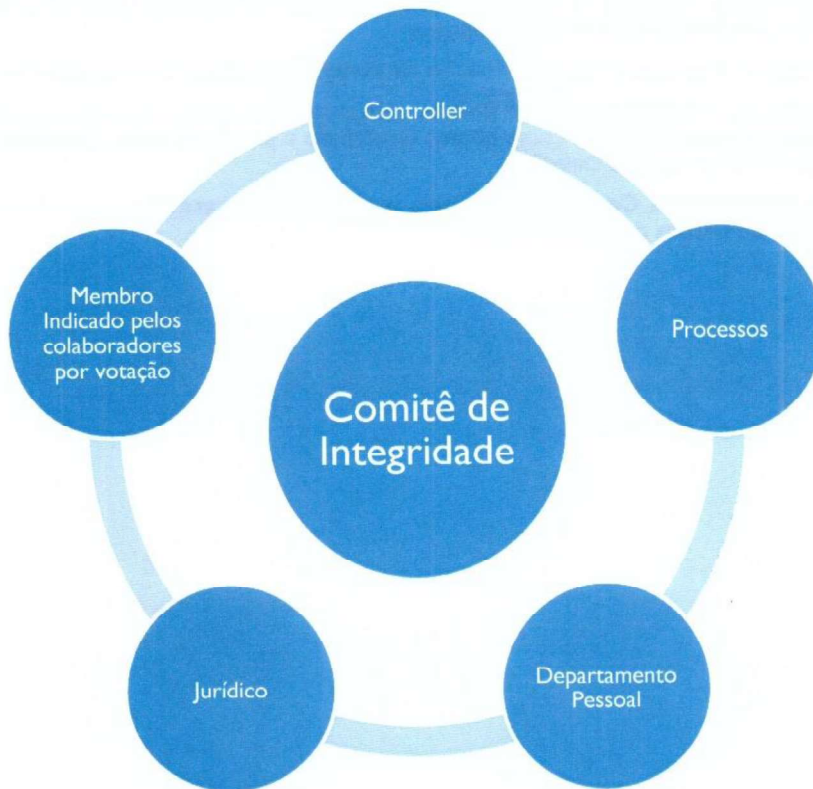 Controller
Membro
Indicado pelos
colaboradores
por votação
Processos
Comitê de
Integridade
Jurídico
Departamento
Pessoal